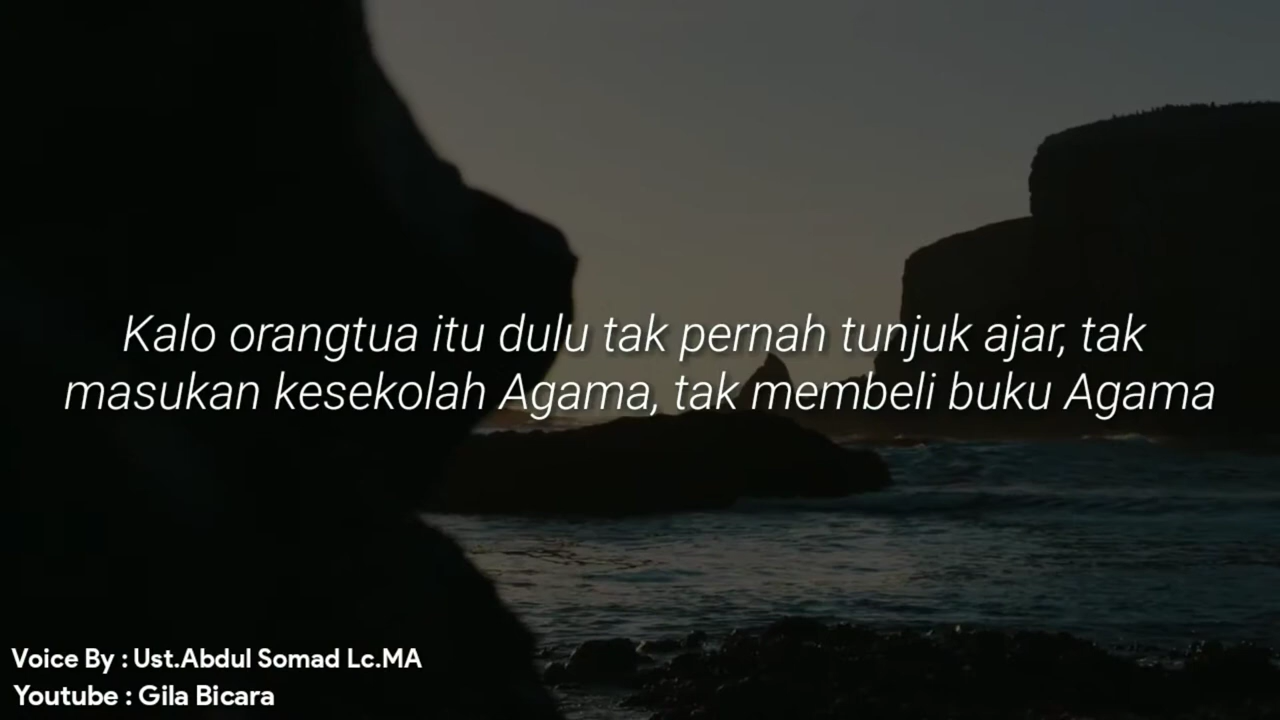 Kalo orangtua itu dulu tak pernah tunjuk ajar, tak
masukan kesekolah Agama, tak membeli buku Agama
Voice By : Ust.Abdul Somad Lc.MA
Youtube : Gila Bicara